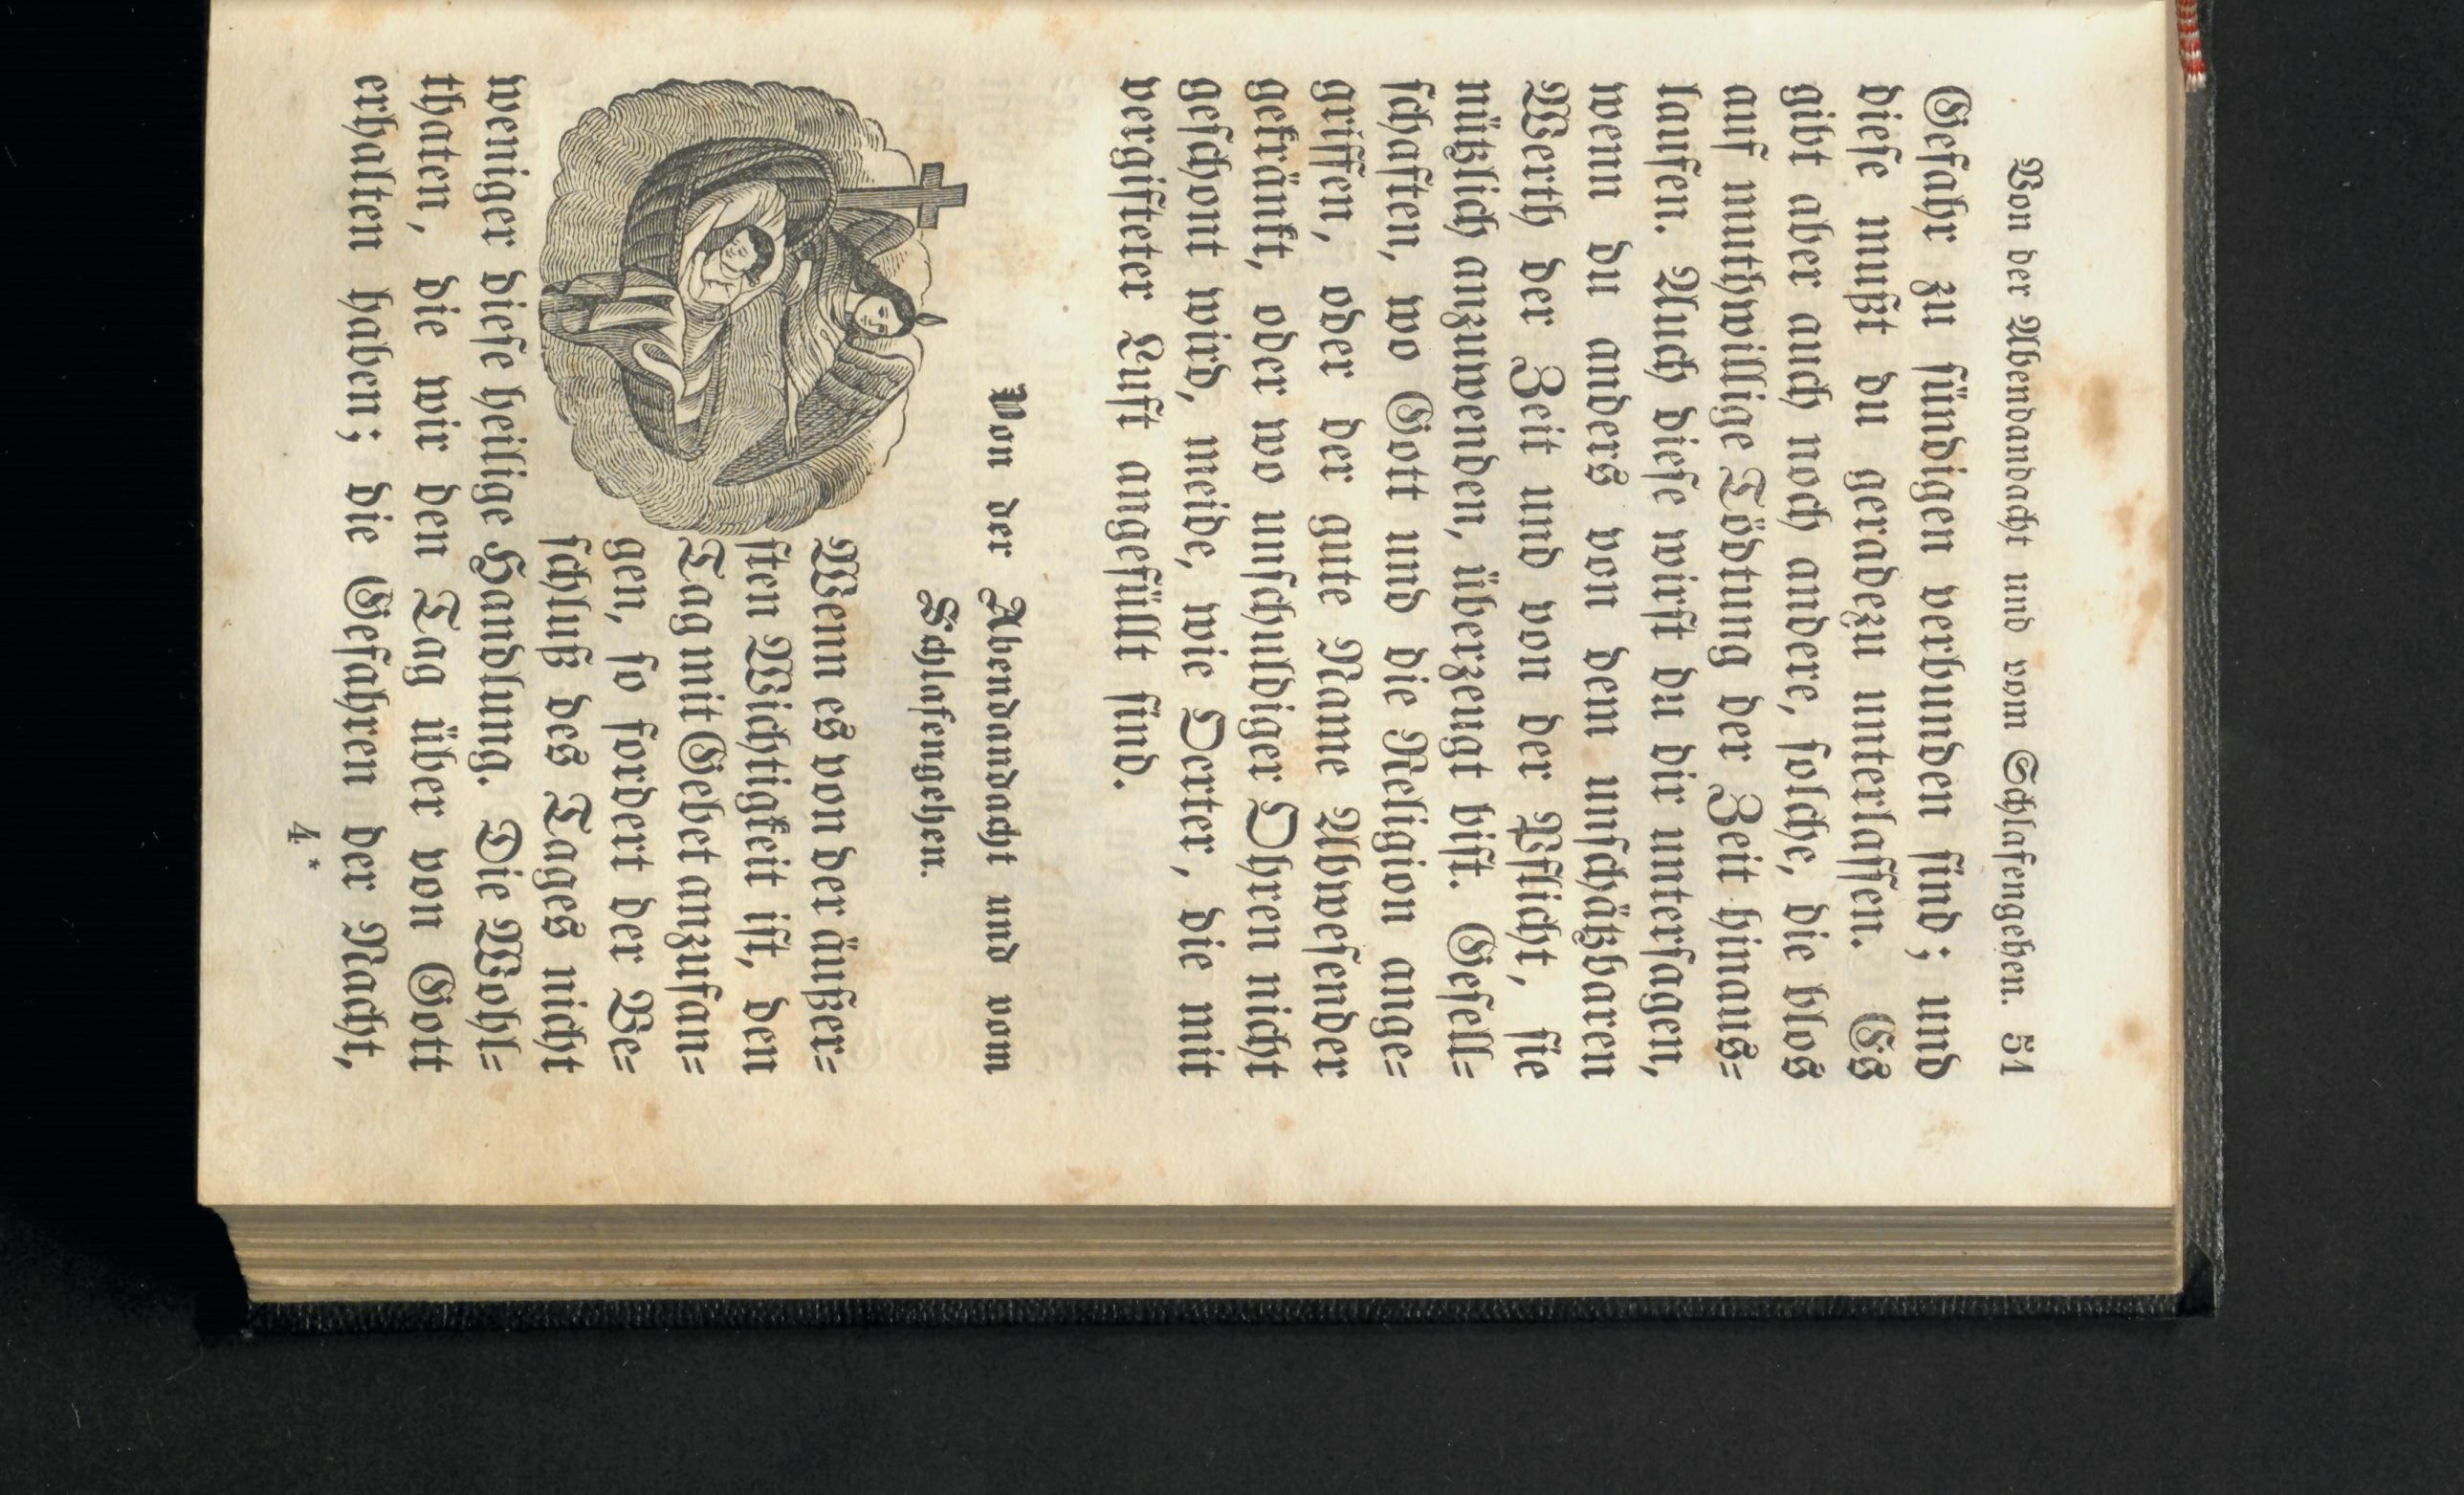 Von der Abendandacht und vom Schlafengehen. 51
Gefahr zu ſündigen verbunden ſind; und
dieſe mußt du geradezu unterlaſſen. Es
gibt aber auch noch andere, ſolche, die blos
auf muthwillige Tödtung der Zeit hinaus⸗
laufen. Auch dieſe wirſt du dir unterſagen,
wenn du anders von dem unſchätzbaren
Werth der Zeit und von der Pflicht, ſie
nützlich anzuwenden, überzeugt biſt. Geſell⸗
ſchaften, wo Gott und die Religion ange⸗
griffen, oder der gute Name Abweſender
gekränkt, oder wo unſchuldiger Ohren nicht
geſchont wird, meide, wie Oerter, die mit
vergifteter Luft angefüllt ſind.
Von der Abendandacht und vom
Schlafengehen.
Wenn es von der äußer⸗
ſten Wichtigkeit iſt, den
Tag mit Gebet anzufan⸗
gen, ſo fordert der Be⸗
ſchluß des Tages nicht
weniger dieſe heilige Handlung. Die Wohl⸗
thaten, die wir den Tag über von Gott
erhalten haben; die Gefahren der Nacht,
4*